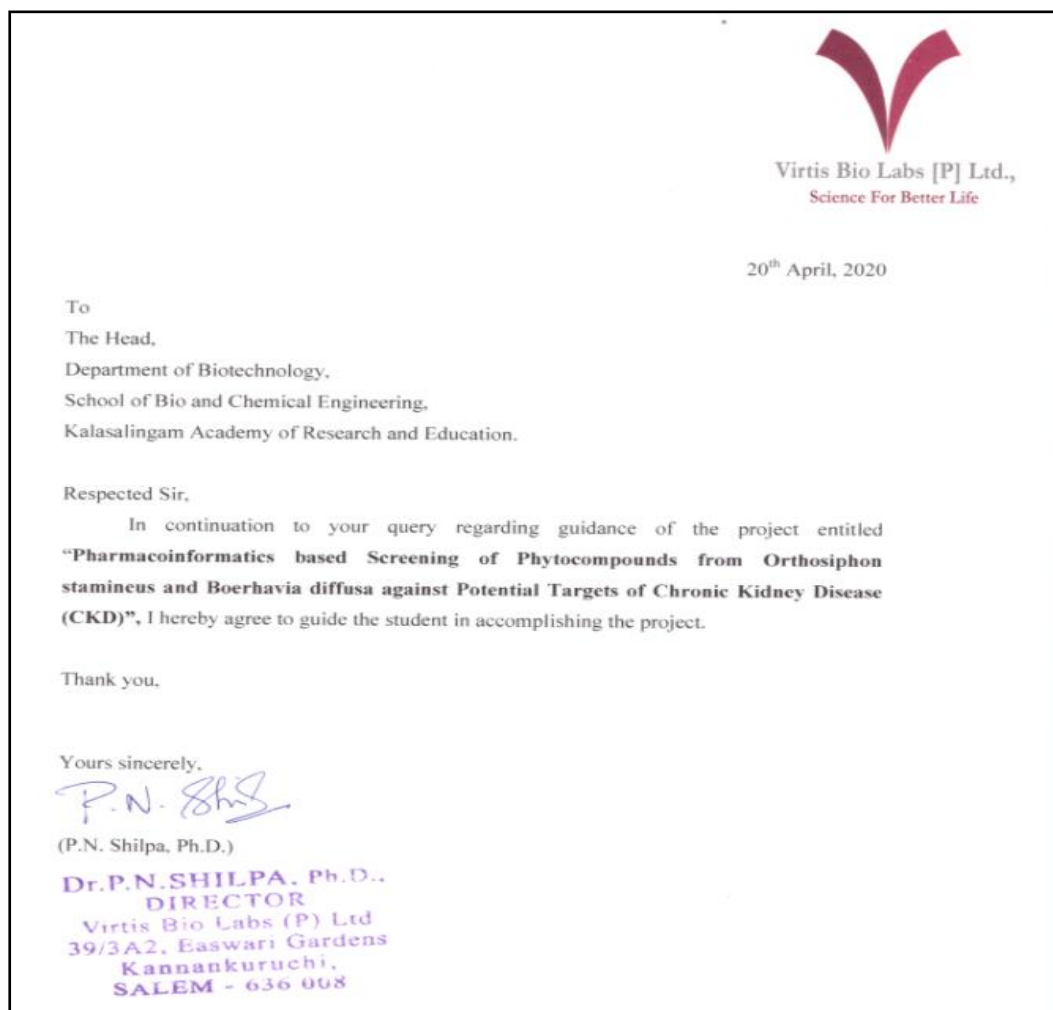 Virtis Bio Labs [P] Ltd.,
Science For Better Life
20th April, 2020
To
The Head,
Department of Biotechnology,
School of Bio and Chemical Engineering,
Kalasalingam Academy of Research and Education.
Respected Sir,
In continuation to your query regarding guidance of the project entitled
“Pharmacoinformatics based Screening of Phytocompounds from Orthosiphon
stamineus and Boerhavia diffusa against Potential Targets of Chronic Kidney Disease
(CKD)”, I hereby agree to guide the student in accomplishing the project.
Thank you,
Yours sincerely,
P.N. Shilpa
(P.N. Shilpa, Ph.D.)
Dr.P.N.SHILPA, Ph.D.,
DIRECTOR
Virtis Bio Labs (P) Ltd
39/3A2, Easwari Gardens
Kannankuruchi,
SALEM - 636 008